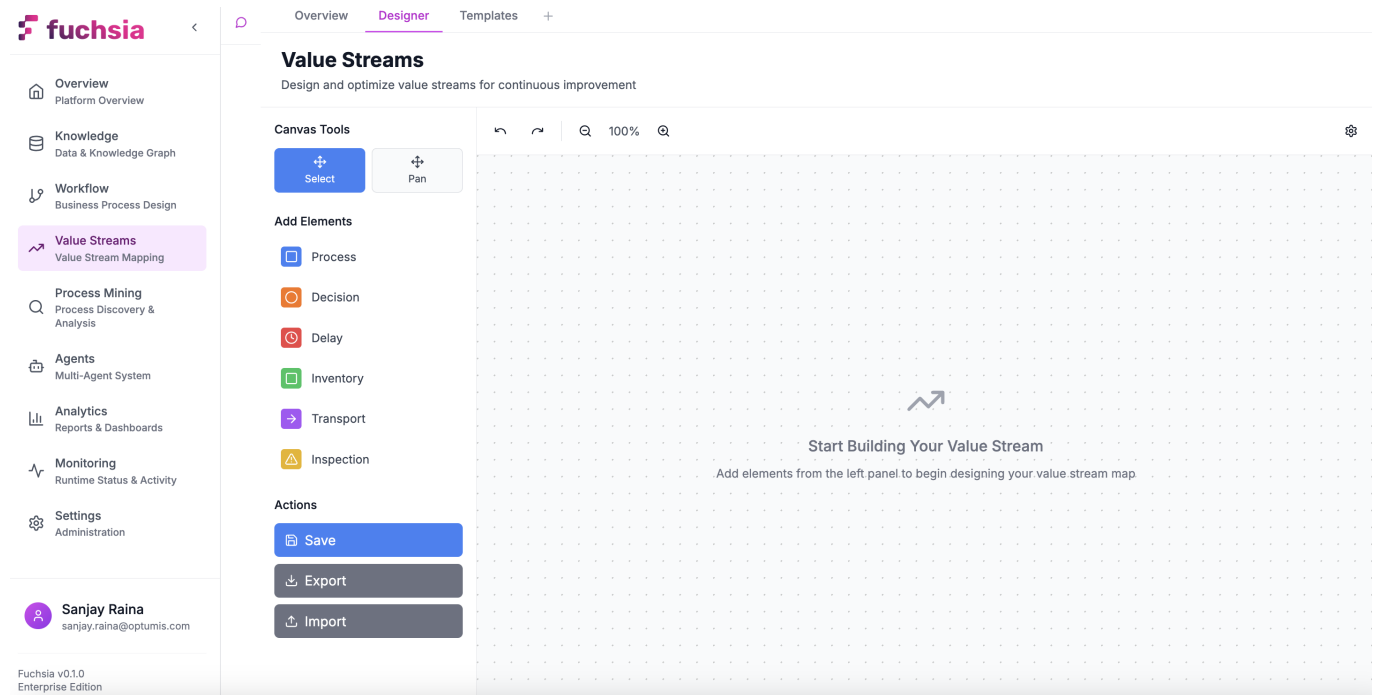 fuchsia
Overview
Platform Overview
Knowledge
Data & Knowledge Graph
Workflow
Business Process Design
Value Streams
Value Stream Mapping
Process Mining
Process Discovery &
Analysis
Agents
Multi-Agent System
Analytics
Reports & Dashboards
Monitoring
Runtime Status & Activity
Settings
Administration
Sanjay Raina
sanjay.raina@optumis.com
Fuchsia v0.1.0
Enterprise Edition
Overview Designer Templates
Value Streams
Design and optimize value streams for continuous improvement
Canvas Tools
Select Pan
Add Elements
Process
Decision
Delay
Inventory
Transport
Inspection
Actions
Save
Export
Import
100%
Start Building Your Value Stream
Add elements from the left panel to begin designing your value stream map